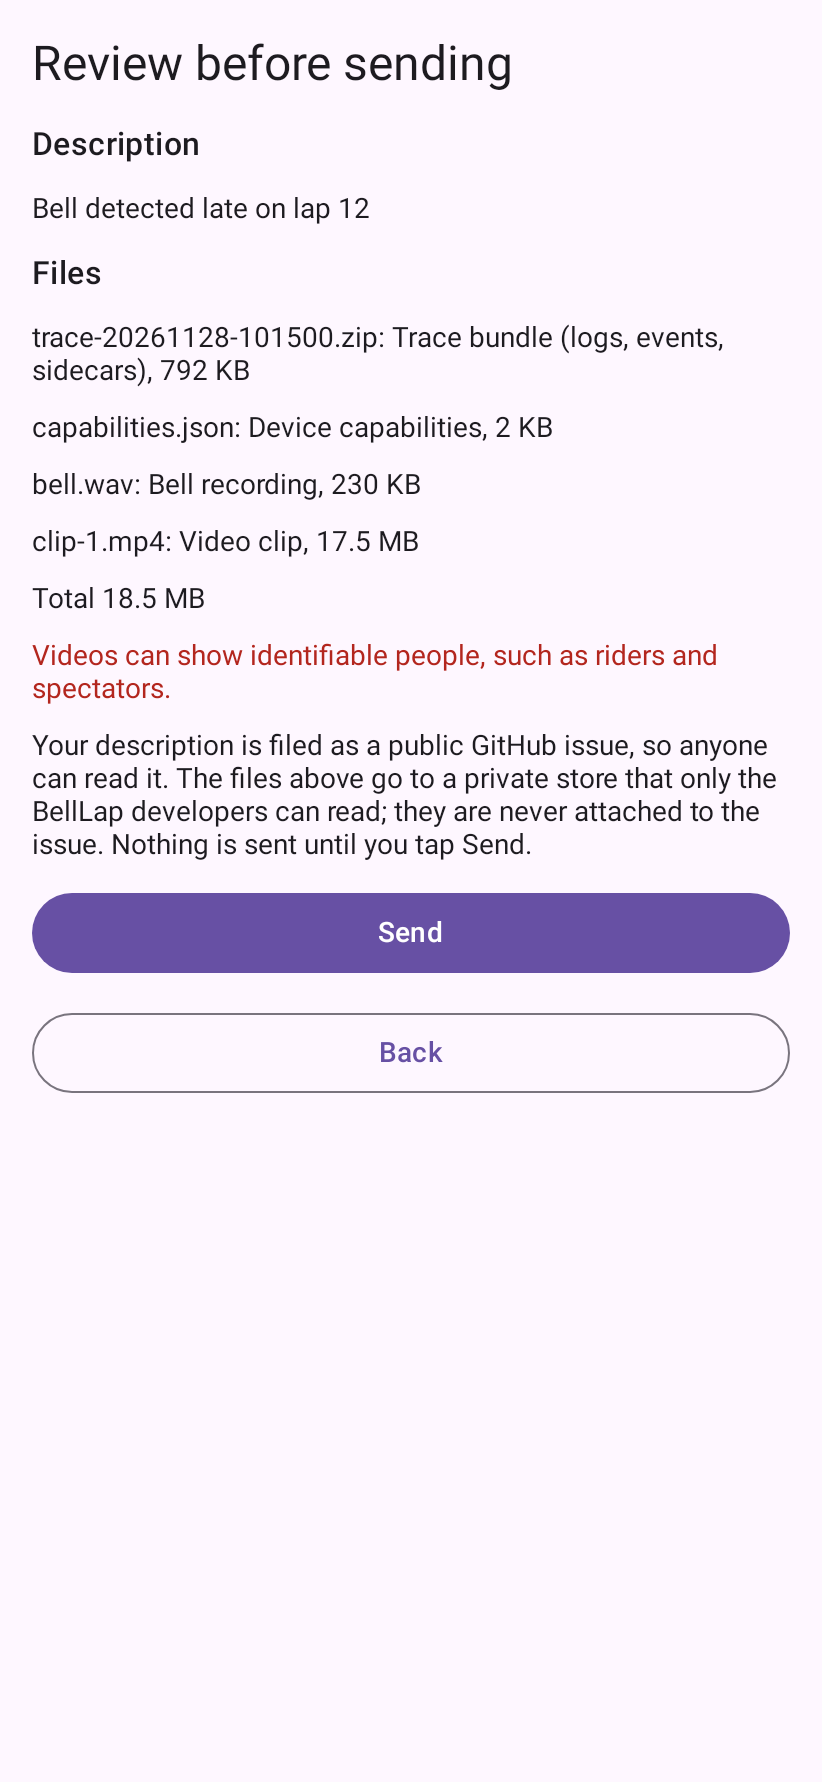 Review before sending
Description
Bell detected late on lap 12
Files
trace-20261128-101500.zip: Trace bundle (logs, events,
sidecars), 792 KB
capabilities.json: Device capabilities, 2 KB
bell.wav: Bell recording, 230 KB
clip-1.mp4: Video clip, 17.5 MB
Total 18.5 MB
Videos can show identifiable people, such as riders and
spectators.
Your description is filed as a public GitHub issue, so anyone
can read it. The files above go to a private store that only the
BellLap developers can read; they are never attached to the
issue. Nothing is sent until you tap Send.
Send
Back